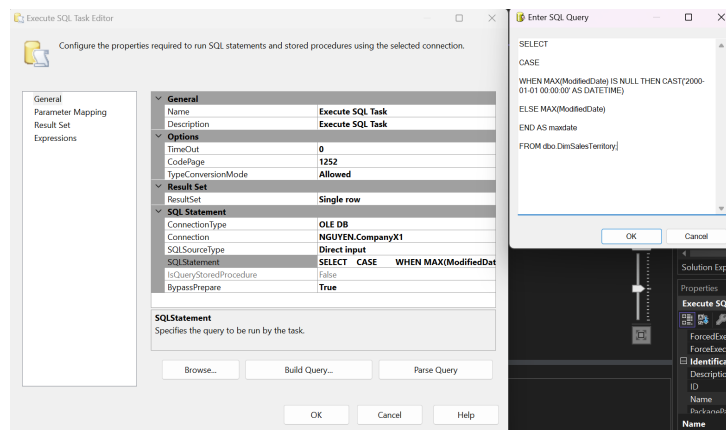 Execute SQL Task Editor
Configure the properties required to run SQL statements and stored procedures using the selected connection.
General
Parameter Mapping
Result Set
Expressions
General
Name Execute SQL Task
Description Execute SQL Task
Options
TimeOut 0
CodePage 1252
TypeConversionMode Allowed
Result Set
ResultSet Single row
SQL Statement
ConnectionType OLE DB
Connection NGUYEN.CompanyX1
SQLSourceType Direct input
SQLStatement SELECT CASE WHEN MAX(ModifiedDat
IsQueryStoredProcedure False
BypassPrepare True
SQLStatement
Specifies the query to be run by the task.
Browse...
Build Query...
Parse Query
OK
Cancel
Help
Enter SQL Query
SELECT
CASE
WHEN MAX(ModifiedDate) IS NULL THEN CAST('2000-
01-01 00:00:00' AS DATETIME)
ELSE MAX(ModifiedDate)
END AS maxdate
FROM dbo.DimSalesTerritory;
OK
Cancel
Solution Exp
Properties
Execute SQ
ForcedExe
ForceExec
Identifica
Descriptio
ID
Name
PackagePa
Name